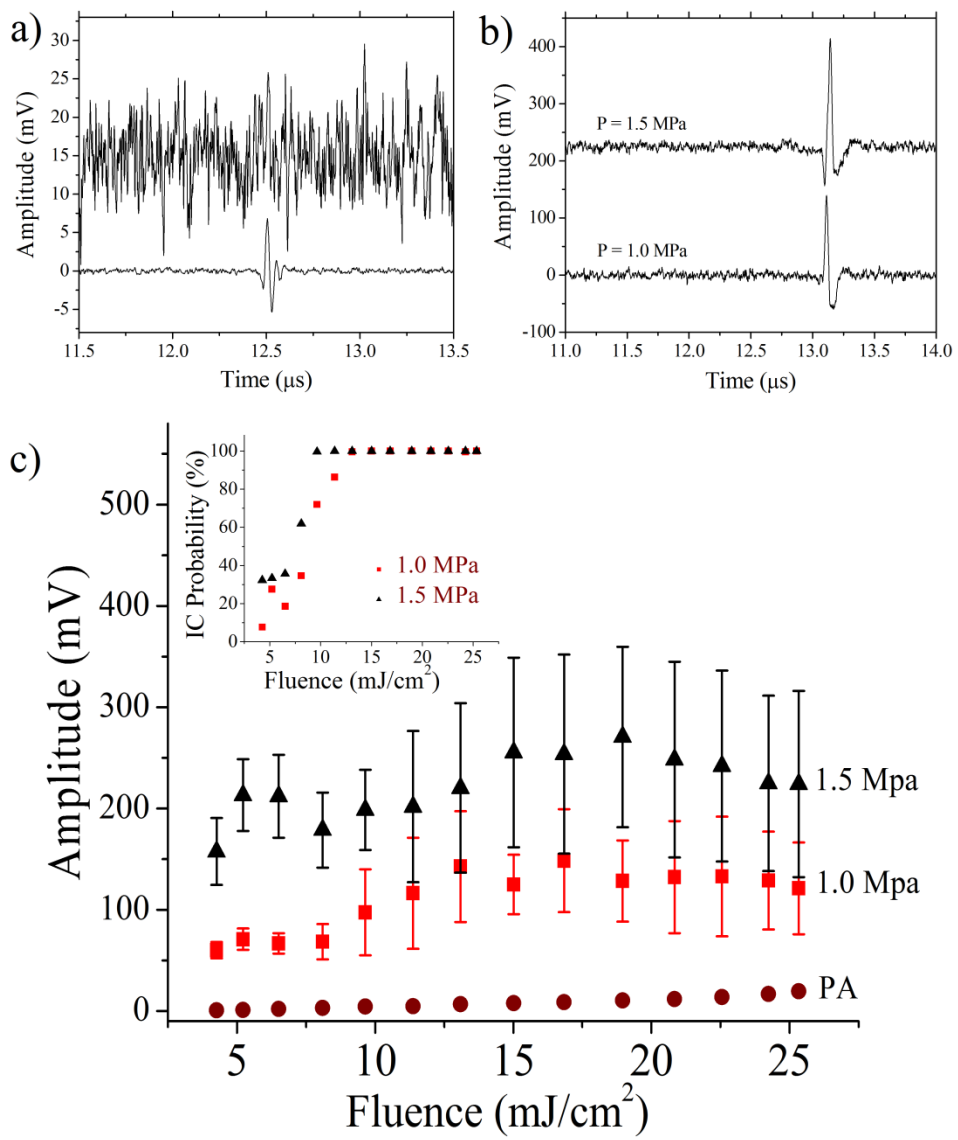 a)
30
25
20
15
10
5
0
-5
Amplitude (mV)
11.5 12.0 12.5 13.0 13.5
Time (μs)
b)
400
300
200
100
0
-100
Amplitude (mV)
P = 1.5 MPa
P = 1.0 MPa
11.0 11.5 12.0 12.5 13.0 13.5 14.0
Time (μs)
c)
500
400
300
200
100
0
Amplitude (mV)
100
80
60
40
20
0
IC Probability (%)
1.0 MPa
1.5 MPa
5 10 15 20 25
Fluence (mJ/cm²)
1.5 Mpa
1.0 Mpa
PA
5 10 15 20 25
Fluence (mJ/cm²)